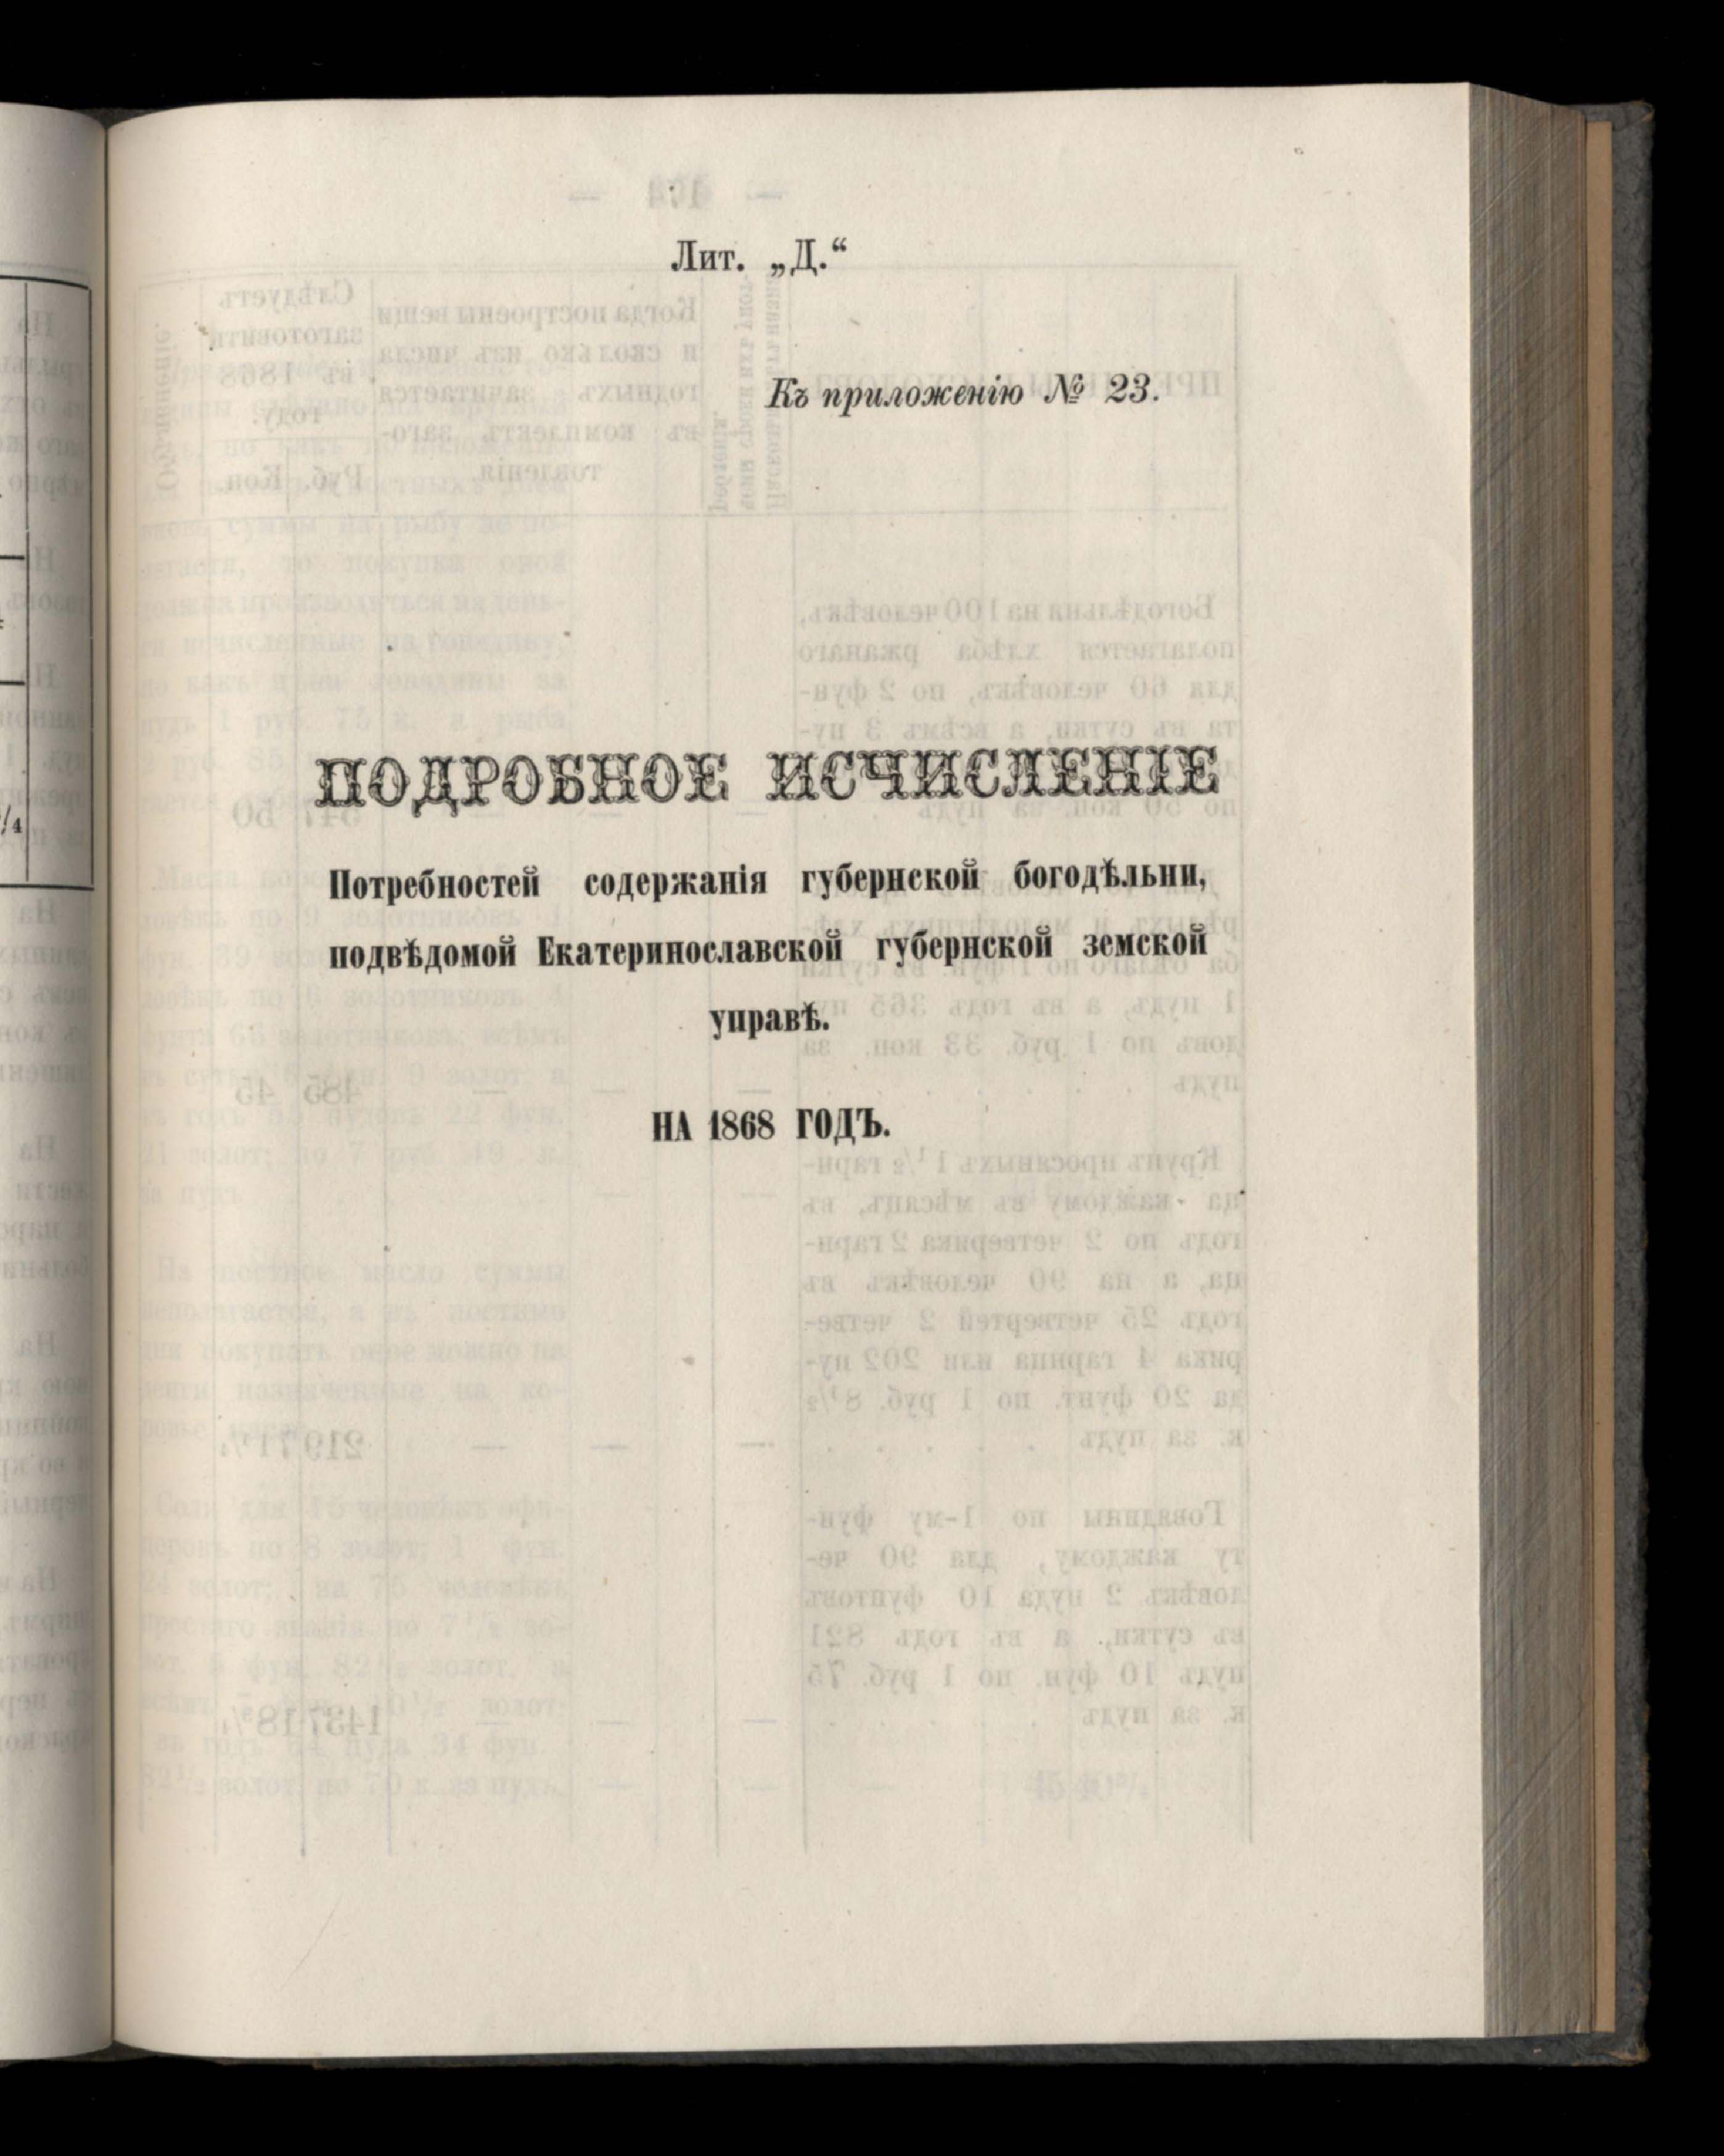 Лит. „Д.“
Къ приложенію № 23.
ПОДРОБНОЕ ИСЧИСЛЕНІЕ
Потребностей содержанія губернской богодѣльни,
подвѣдомой Екатеринославской губернской земской
управѣ.
НА 1868 ГОДЪ.